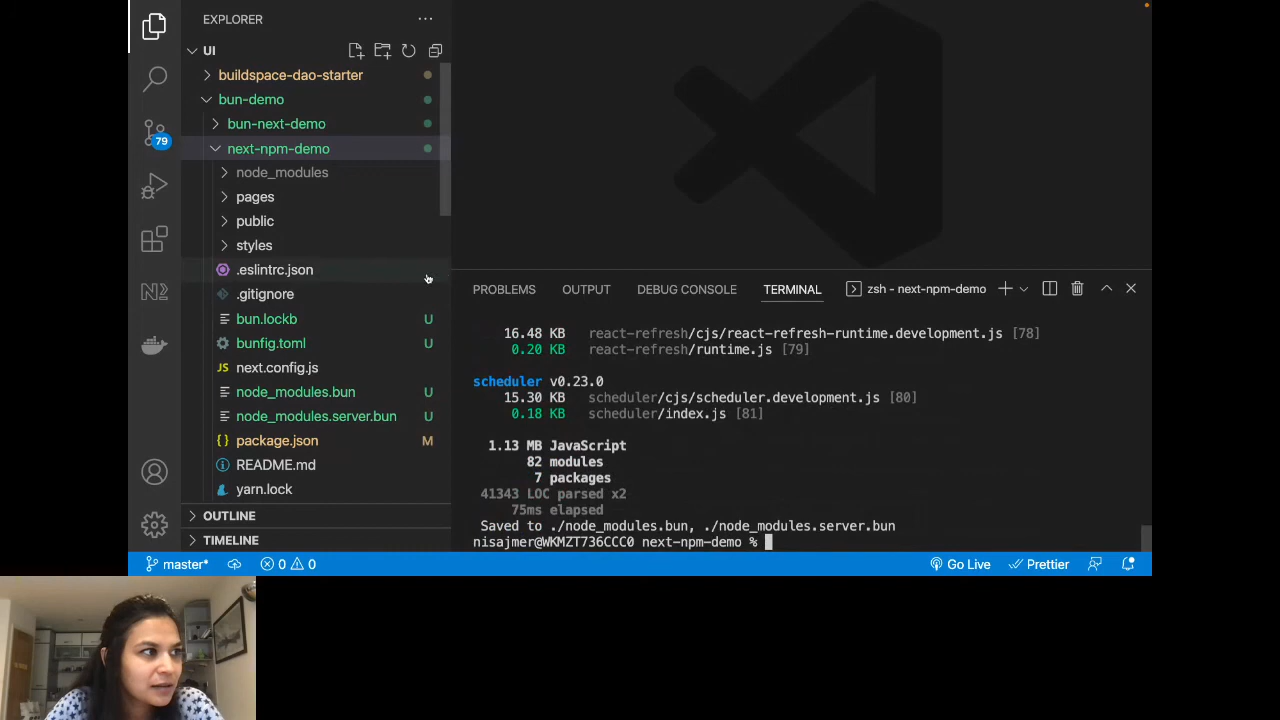 EXPLORER
UI
buildspace-dao-starter
bun-demo
bun-next-demo
next-npm-demo
node_modules
pages
public
styles
.eslintrc.json
.gitignore
bun.lockb U
bunfig.toml U
JS next.config.js
node_modules.bun U
node_modules.server.bun U
{} package.json M
README.md
yarn.lock
OUTLINE
TIMELINE
79
PROBLEMS OUTPUT DEBUG CONSOLE TERMINAL zsh - next-npm-demo
16.48 KB react-refresh/cjs/react-refresh-runtime.development.js [78]
0.20 KB react-refresh/runtime.js [79]
scheduler v0.23.0
15.30 KB scheduler/cjs/scheduler.development.js [80]
0.18 KB scheduler/index.js [81]
1.13 MB JavaScript
82 modules
7 packages
41343 LOC parsed x2
75ms elapsed
Saved to ./node_modules.bun, ./node_modules.server.bun
nisajmer@WKMZT736CCC0 next-npm-demo %
master* 0 0 Go Live Prettier